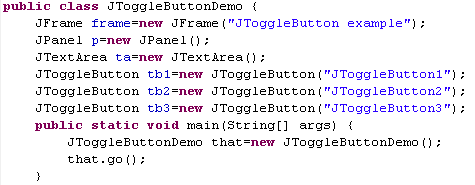 public class JToggleButtonDemo {
JFrame frame=new JFrame("JToggleButton example");
JPanel p=new JPanel();
JTextArea ta=new JTextArea();
JToggleButton tb1=new JToggleButton("JToggleButton1");
JToggleButton tb2=new JToggleButton("JToggleButton2");
JToggleButton tb3=new JToggleButton("JToggleButton3");
public static void main(String[] args) {
JToggleButtonDemo that=new JToggleButtonDemo();
that.go();
}